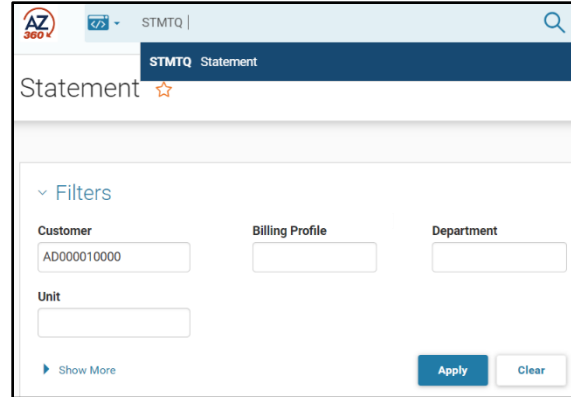 AZ
360
</>
STMTQ
STMTQ Statement
Statement
Filters
Customer Billing Profile Department
AD000010000
Unit
Show More Apply Clear